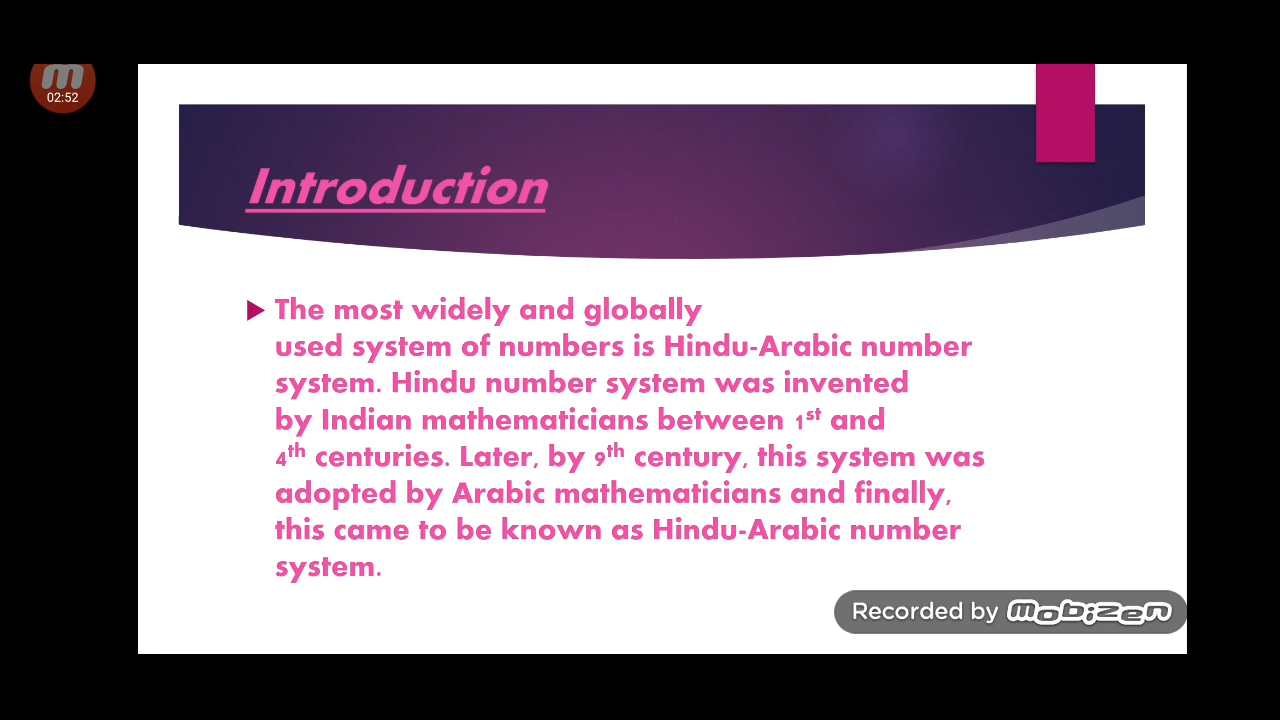 m
02:52
Introduction
The most widely and globally
used system of numbers is Hindu-Arabic number
system. Hindu number system was invented
by Indian mathematicians between 1st and
4th centuries. Later, by 9th century, this system was
adopted by Arabic mathematicians and finally,
this came to be known as Hindu-Arabic number
system.
Recorded by mobizen